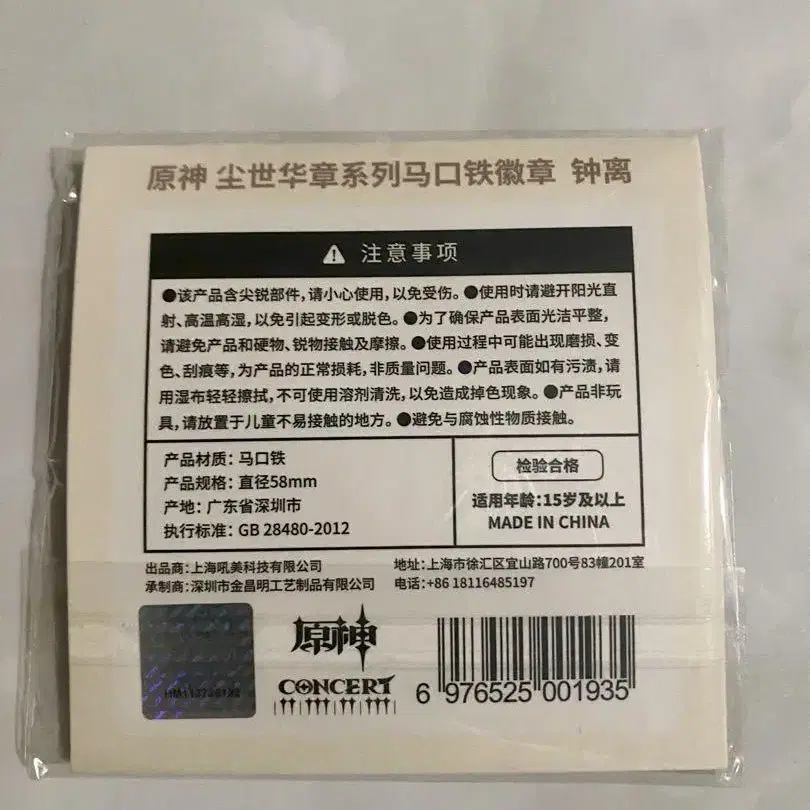 原神 尘世华章系列马口铁徽章 钟离
注意事项
●该产品含尖锐部件,请小心使用,以免受伤。●使用时请避开阳光直
射、高温高湿,以免引起变形或脱色。●为了确保产品表面光洁平整,
请避免产品和硬物、锐物接触及摩擦。●使用过程中可能出现磨损、变
色、刮痕等,为产品的正常损耗,非质量问题。●产品表面如有污渍,请
用湿布轻轻擦拭,不可使用溶剂清洗,以免造成掉色现象。●产品非玩
具,请放置于儿童不易接触的地方。●避免与腐蚀性物质接触。
产品材质: 马口铁
产品规格: 直径58mm
产地: 广东省深圳市
执行标准: GB 28480-2012
检验合格
适用年龄:15岁及以上
MADE IN CHINA
出品商:上海吼美科技有限公司
承制商:深圳市金昌明工艺制品有限公司
地址:上海市徐汇区宜山路700号83幢201室
电话:+86 18116485197
原神
CONCERT
6 976525 001935